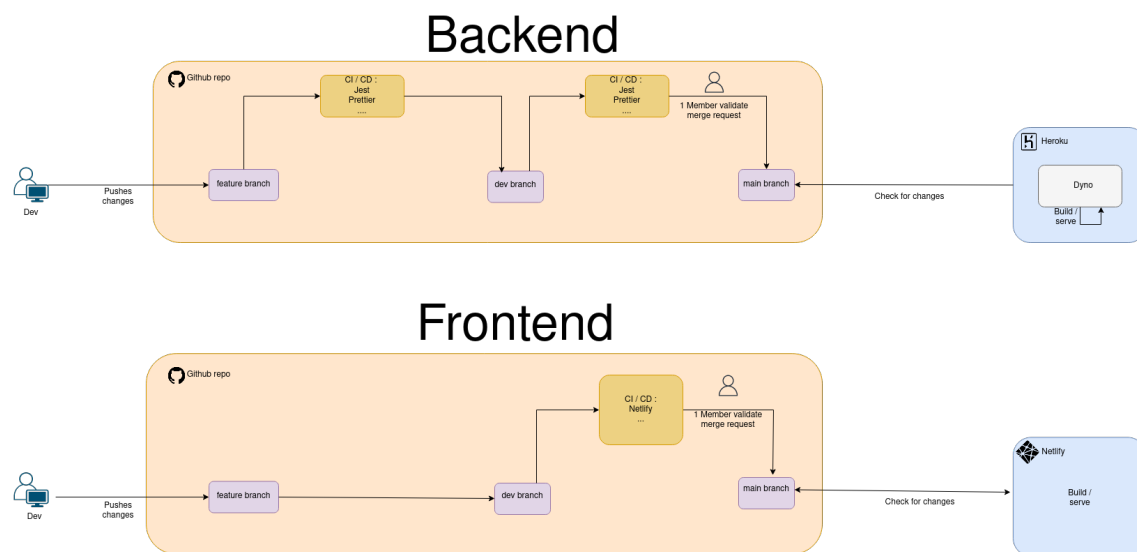 Backend
Github repo
CI / CD :
Jest
Prettier
....
CI / CD :
Jest
Prettier
....
1 Member validate
merge request
Heroku
feature branch
dev branch
main branch
Dyno
Pushes
changes
Dev
Check for changes
Build /
serve
Frontend
Github repo
CI / CD :
Netlify
...
1 Member validate
merge request
Netlify
feature branch
dev branch
main branch
Build /
serve
Pushes
changes
Dev
Check for changes